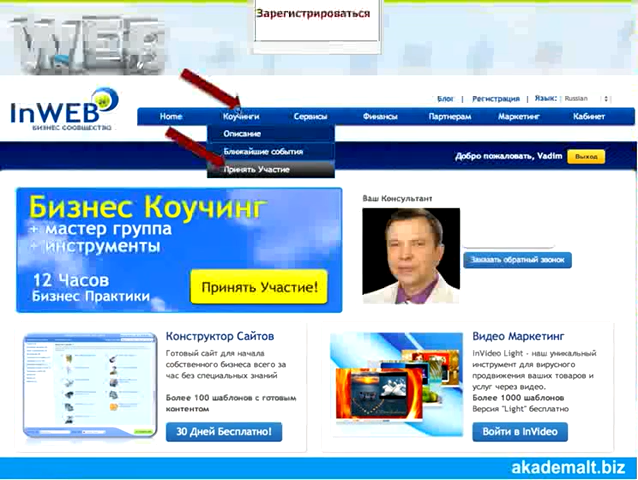 Зарегистрироваться
WEB
InWEB
БИЗНЕС СООБЩЕСТВО
Блог | Регистрация | Язык: Russian
Home Коучинги Сервисы Финансы Партнерам Маркетинг Кабинет
Описание
Ближайшие события
Принять Участие
Добро пожаловать, Vadim Выход
Бизнес Коучинг
+ мастер группа
+ инструменты
12 Часов
Бизнес Практики
Принять Участие!
Ваш Консультант
Заказать обратный звонок
Конструктор Сайтов
Готовый сайт для начала
собственного бизнеса всего за
час без специальных знаний
Более 100 шаблонов с готовым
контентом
30 Дней Бесплатно!
Видео Маркетинг
InVideo Light - наш уникальный
инструмент для вирусного
продвижения ваших товаров и
услуг через видео.
Более 1000 шаблонов
Версия "Light" бесплатно
Войти в InVideo
akademalt.biz